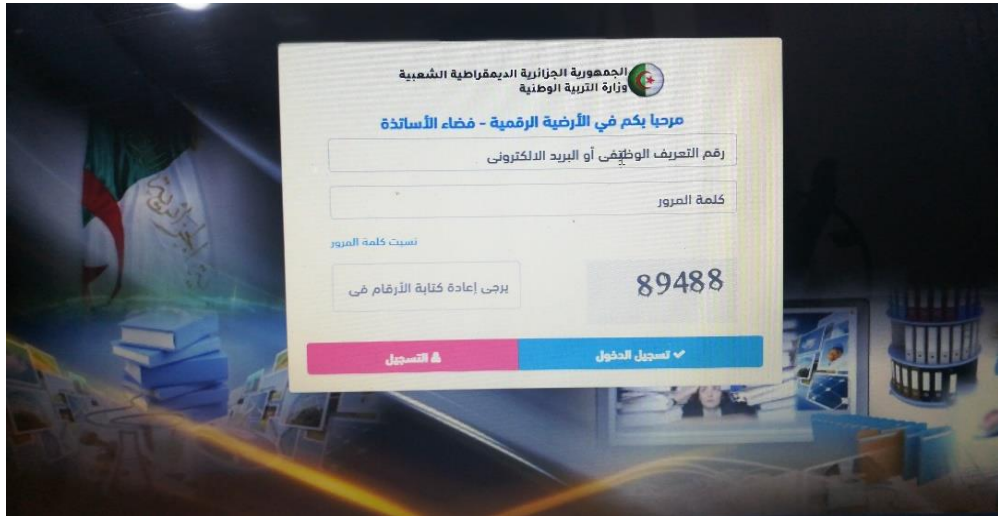 الجمهورية الجزائرية الديمقراطية الشعبية
وزارة التربية الوطنية
مرحبا بكم في الأرضية الرقمية - فضاء الأساتذة
رقم التعريف الوظيفي أو البريد الالكتروني
كلمة المرور
نسيت كلمة المرور
89488
يرجى إعادة كتابة الأرقام في
تسجيل الدخول
التسجيل